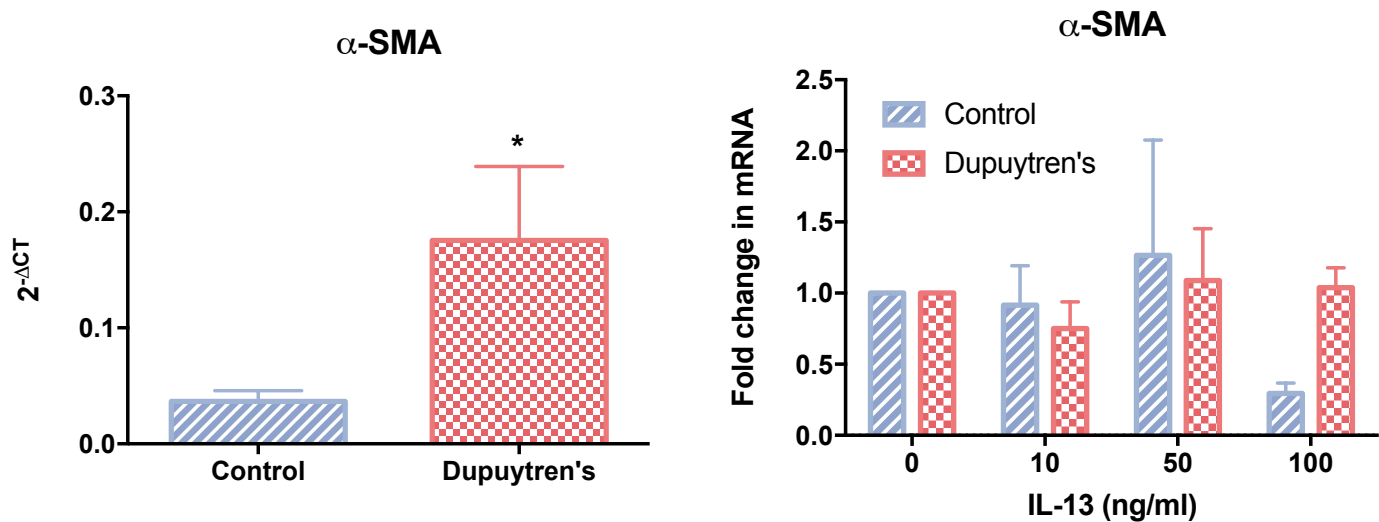 α-SMA
0.3
0.2
0.1
0.0
2-ΔCT
*
Control Dupuytren's
α-SMA
2.5
2.0
1.5
1.0
0.5
0.0
Fold change in mRNA
Control
Dupuytren's
0 10 50 100
IL-13 (ng/ml)